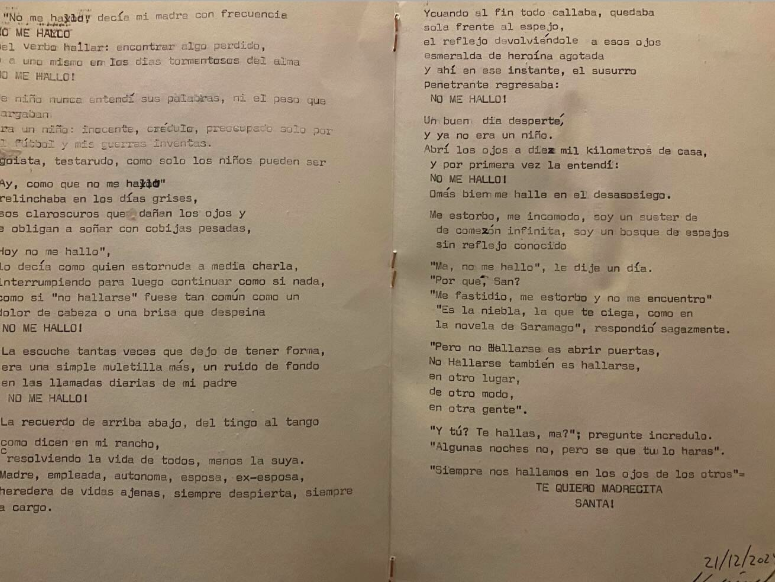 "No me hallo", decía mi madre con frecuencia
NO ME HALLO
el verbo hallar: encontrar algo perdido,
a uno mismo en los días tormentosos del alma
NO ME HALLO!
e niño nunca entendí sus palabras, ni el peso que
argaban
ra un niño: inocente, crédulo, preocupado solo por
l fútbol y mis guerras inventas.
goista, testarudo, como solo los niños pueden ser
Ay, como que no me hallo"
relinchaba en los días grises,
sos claroscuros que dañan los ojos y
e obligan a soñar con cobijas pesadas,
Hoy no me hallo",
lo decía como quien estornuda a media charla,
interrumpiendo para luego continuar como si nada,
como si "no hallarse" fuese tan común como un
dolor de cabeza o una brisa que despeina
NO ME HALLO!
La escuche tantas veces que dejo de tener forma,
era una simple muletilla más, un ruido de fondo
en las llamadas diarias de mi padre
NO ME HALLO!
La recuerdo de arriba abajo, del tingo al tango
como dicen en mi rancho,
resolviendo la vida de todos, menos la suya.
Madre, empleada, autonoma, esposa, ex-esposa,
heredera de vidas ajenas, siempre despierta, siempre
a cargo.
Ycuando al fin todo callaba, quedaba
sola frente al espejo,
el reflejo devolviéndole a esos ojos
esmeralda de heroína agotada
y ahí en ese instante, el susurro
Penetrante regresaba:
NO ME HALLO!
Un buen día desperté,
y ya no era un niño.
Abrí los ojos a diez mil kilometros de casa,
y por primera vez la entendí:
NO ME HALLO!
Omás bien me halle en el desasosiego.
Me estorbo, me incomodo, soy un sueter de
de comezón infinita, soy un bosque de espejos
sin reflejo conocido
"Ma, no me hallo", le dije un día.
"Por qué, San?
"Me fastidio, me estorbo y no me encuentro"
"Es la niebla, la que te ciega, como en
la novela de Saramago", respondió sagazmente.
"Pero no Hallarse es abrir puertas,
No Hallarse también es hallarse,
en otro lugar,
de otro modo,
en otra gente".
"Y tú? Te hallas, ma?"; pregunte incredulo.
"Algunas noches no, pero se que tu lo haras".
"Siempre nos hallamos en los ojos de los otros"=
TE QUIERO MADRECITA
SANTA!
21/12/202